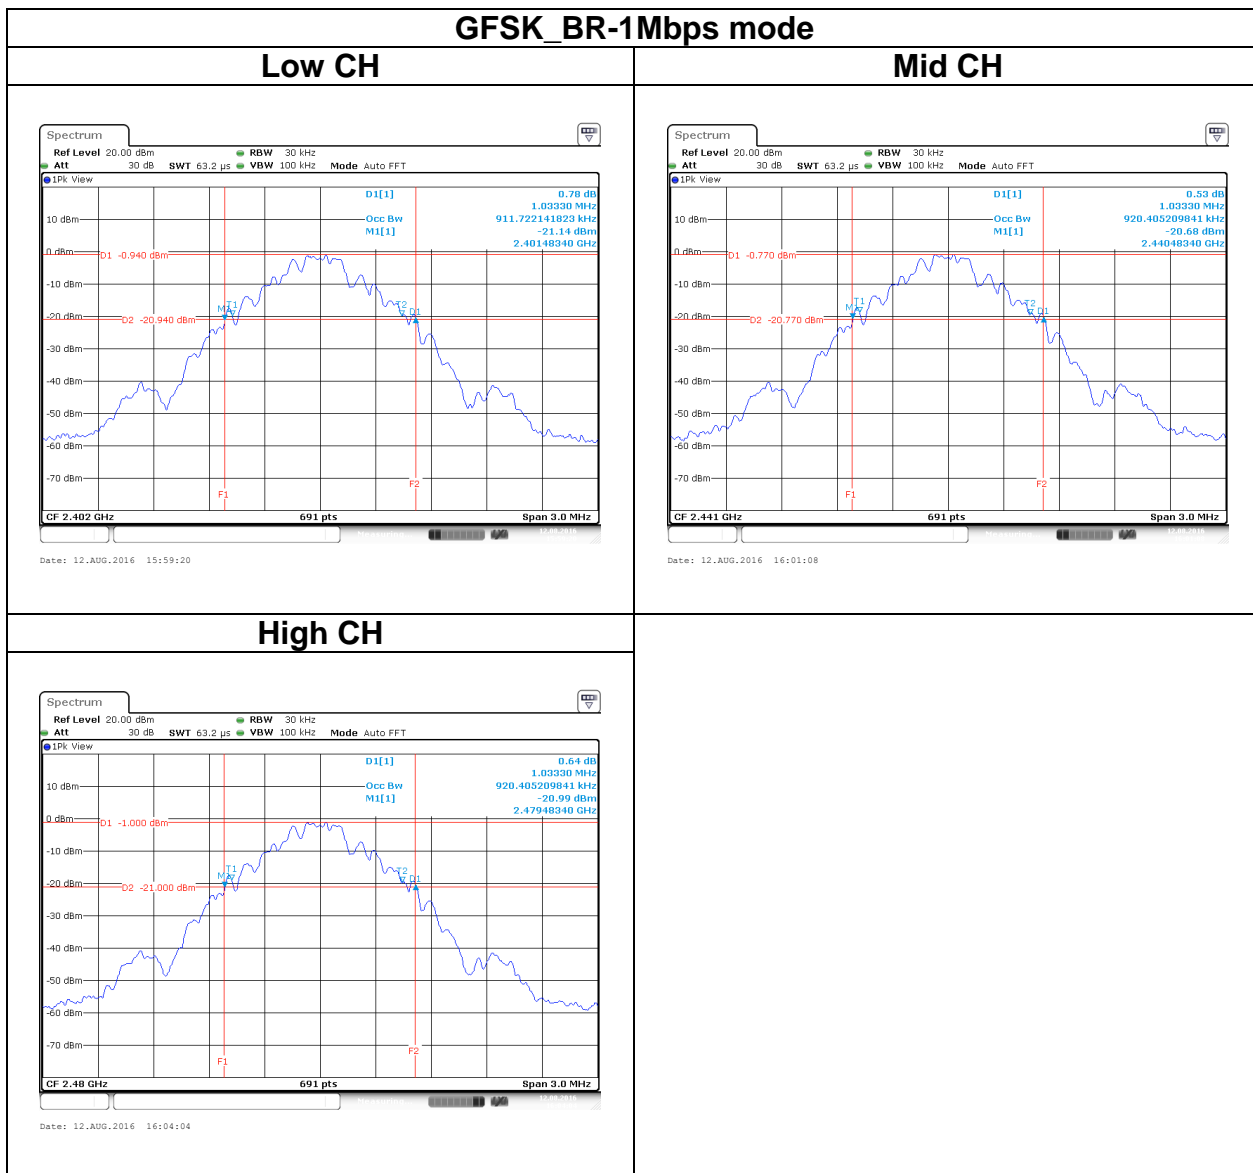 GFSK_BR-1Mbps mode
Low CH
Mid CH
Spectrum
Ref Level 20.00 dBm RBW 30 kHz
Att 30 dB SWT 63.2 µs VBW 100 kHz Mode Auto FFT
1Pk View
D1[1] 0.78 dB
1.03330 MHz
10 dBm
Occ Bw 911.722141823 kHz
M1[1] -21.14 dBm
2.40148340 GHz
0 dBm
D1 -0.940 dBm
-10 dBm
T1
T2
M1
D1
-20 dBm
D2 -20.940 dBm
-30 dBm
-40 dBm
-50 dBm
-60 dBm
-70 dBm
F1
F2
CF 2.402 GHz 691 pts Span 3.0 MHz
Date: 12.AUG.2016 15:59:20
Spectrum
Ref Level 20.00 dBm RBW 30 kHz
Att 30 dB SWT 63.2 µs VBW 100 kHz Mode Auto FFT
1Pk View
D1[1] 0.53 dB
1.03330 MHz
10 dBm
Occ Bw 920.405209841 kHz
M1[1] -20.68 dBm
2.44048340 GHz
0 dBm
D1 -0.770 dBm
-10 dBm
T1
T2
M1
D1
-20 dBm
D2 -20.770 dBm
-30 dBm
-40 dBm
-50 dBm
-60 dBm
-70 dBm
F1
F2
CF 2.441 GHz 691 pts Span 3.0 MHz
Date: 12.AUG.2016 16:01:08
High CH
Spectrum
Ref Level 20.00 dBm RBW 30 kHz
Att 30 dB SWT 63.2 µs VBW 100 kHz Mode Auto FFT
1Pk View
D1[1] 0.64 dB
1.03330 MHz
10 dBm
Occ Bw 920.405209841 kHz
M1[1] -20.99 dBm
2.47948340 GHz
0 dBm
D1 -1.000 dBm
-10 dBm
T1
T2
M1
D1
-20 dBm
D2 -21.000 dBm
-30 dBm
-40 dBm
-50 dBm
-60 dBm
-70 dBm
F1
F2
CF 2.48 GHz 691 pts Span 3.0 MHz
Date: 12.AUG.2016 16:04:04